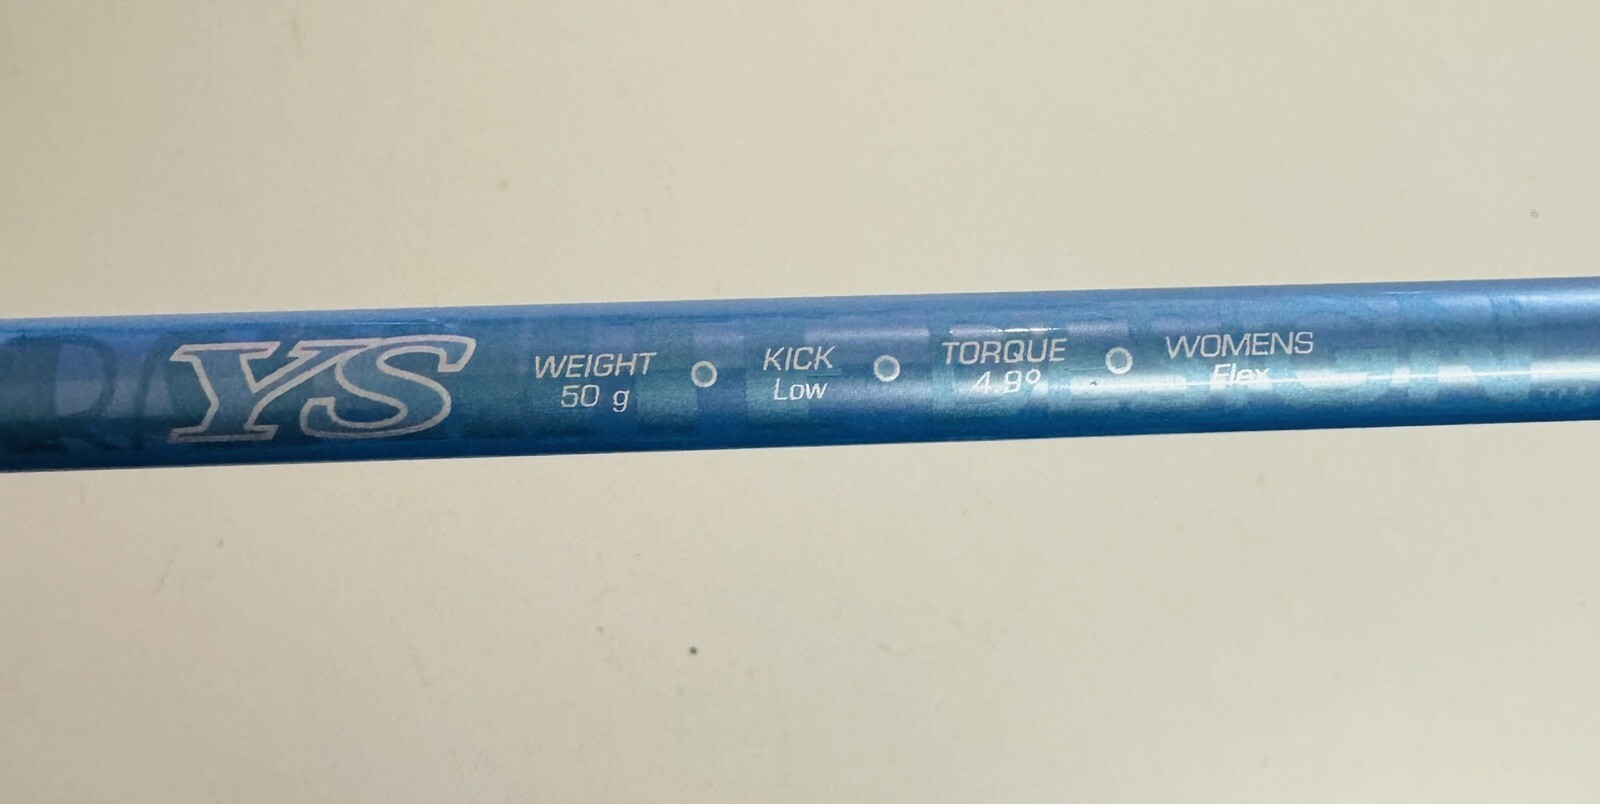 YS
WEIGHT
50 g
KICK
Low
TORQUE
4.9°
WOMENS
Flex